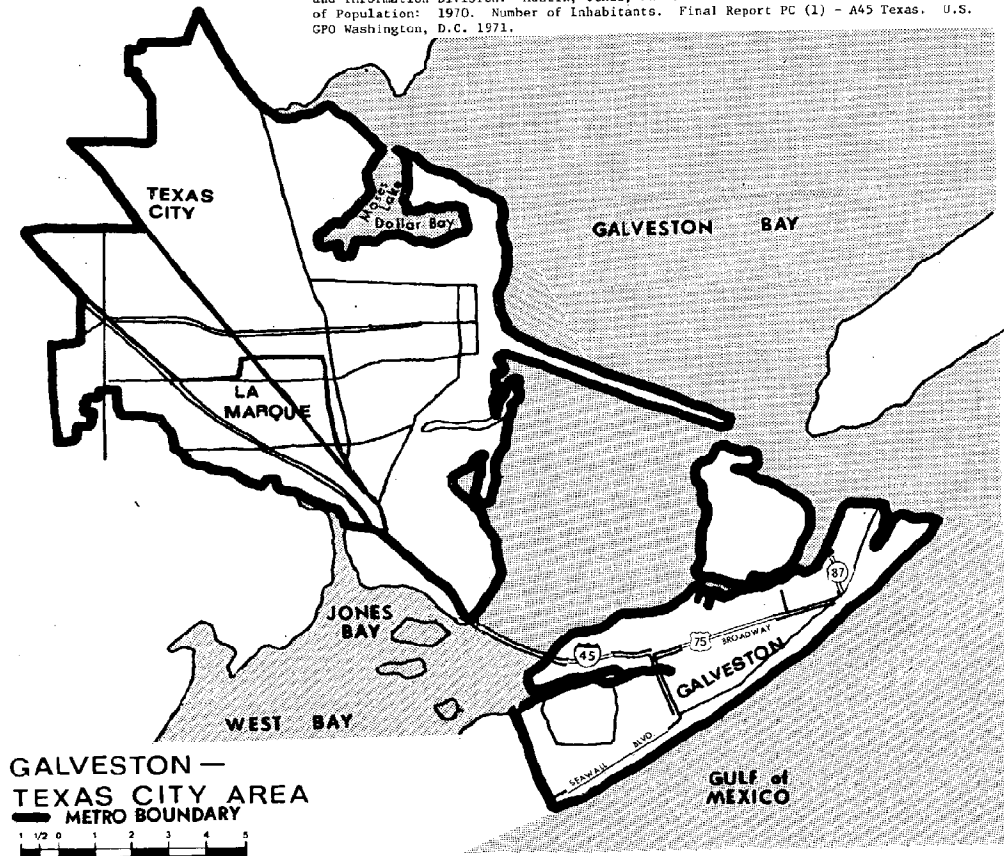 of Population: 1970. Number of Inhabitants. Final Report PC (1) - A45 Texas. U.S.
GPO Washington, D.C. 1971.
TEXAS
CITY
Moses
Lake
Dollar Bay
GALVESTON BAY
LA
MARQUE
87
JONES
BAY
75
BROADWAY
45
GALVESTON
WEST BAY
SEAWALL BLVD
GULF of
MEXICO
GALVESTON —
TEXAS CITY AREA
METRO BOUNDARY
1 1/2 0 1 2 3 4 5